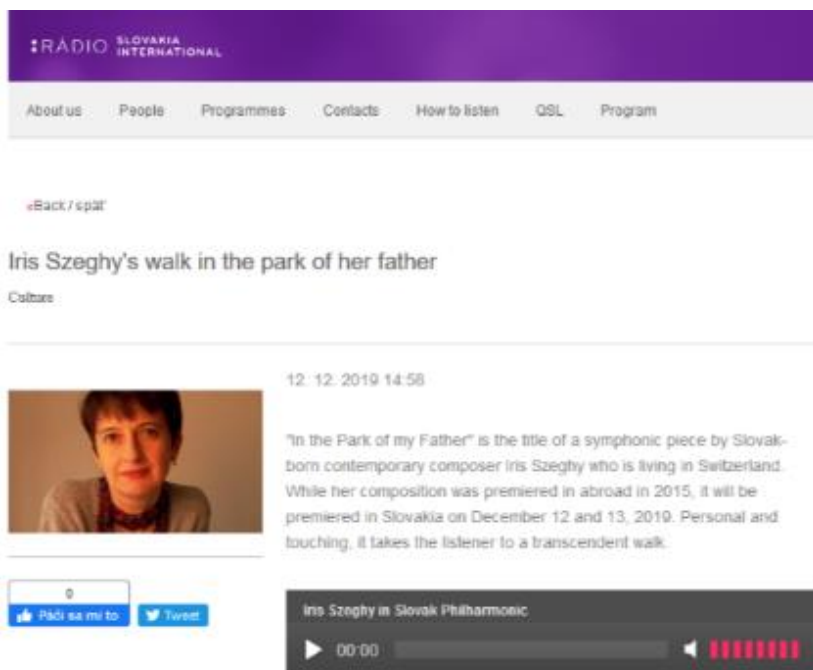 RÁDIO SLOVAKIA
INTERNATIONAL
About us People Programmes Contacts How to listen QSL Program
«Back / späť
Iris Szeghy's walk in the park of her father
Culture
12. 12. 2019 14:58
"In the Park of my Father" is the title of a symphonic piece by Slovak-
born contemporary composer Iris Szeghy who is living in Switzerland.
While her composition was premiered in abroad in 2015, it will be
premiered in Slovakia on December 12 and 13, 2019. Personal and
touching, it takes the listener to a transcendent walk.
0
Páči sa mi to Tweet
Iris Szeghy in Slovak Philharmonic
00:00